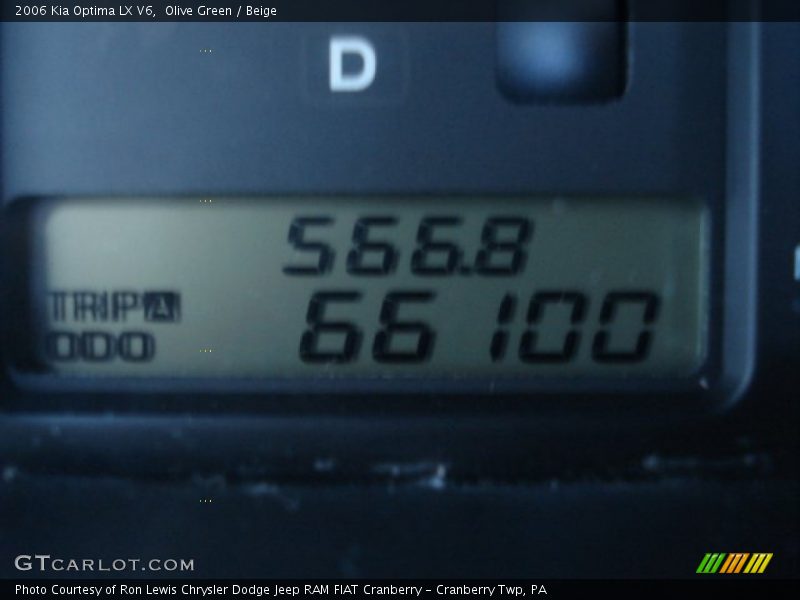 2006 Kia Optima LX V6,  Olive Green / Beige
D
566.8
TRIP A
ODO 66100
GTCARLOT.COM
Photo Courtesy of Ron Lewis Chrysler Dodge Jeep RAM FIAT Cranberry - Cranberry Twp, PA